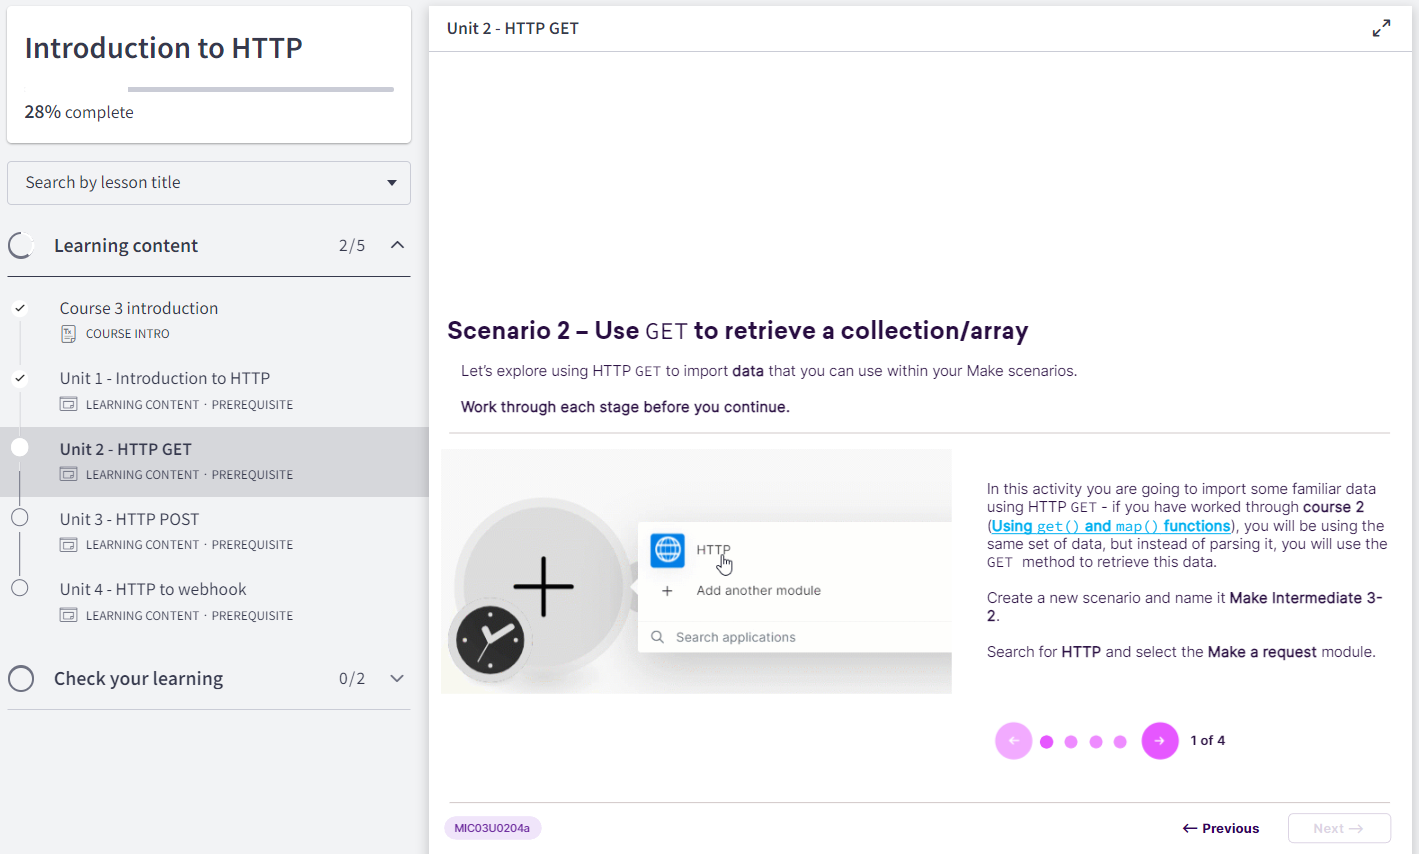 Introduction to HTTP
28% complete
Search by lesson title
Learning content 2/5
Course 3 introduction
COURSE INTRO
Unit 1 - Introduction to HTTP
LEARNING CONTENT · PREREQUISITE
Unit 2 - HTTP GET
LEARNING CONTENT · PREREQUISITE
Unit 3 - HTTP POST
LEARNING CONTENT · PREREQUISITE
Unit 4 - HTTP to webhook
LEARNING CONTENT · PREREQUISITE
Check your learning 0/2
Unit 2 - HTTP GET
Scenario 2 – Use GET to retrieve a collection/array
Let's explore using HTTP GET to import data that you can use within your Make scenarios.
Work through each stage before you continue.
HTTP
+ Add another module
Search applications
In this activity you are going to import some familiar data
using HTTP GET - if you have worked through course 2
(Using get() and map() functions), you will be using the
same set of data, but instead of parsing it, you will use the
GET method to retrieve this data.
Create a new scenario and name it Make Intermediate 3-
2.
Search for HTTP and select the Make a request module.
← → 1 of 4
MIC03U0204a
← Previous
Next →